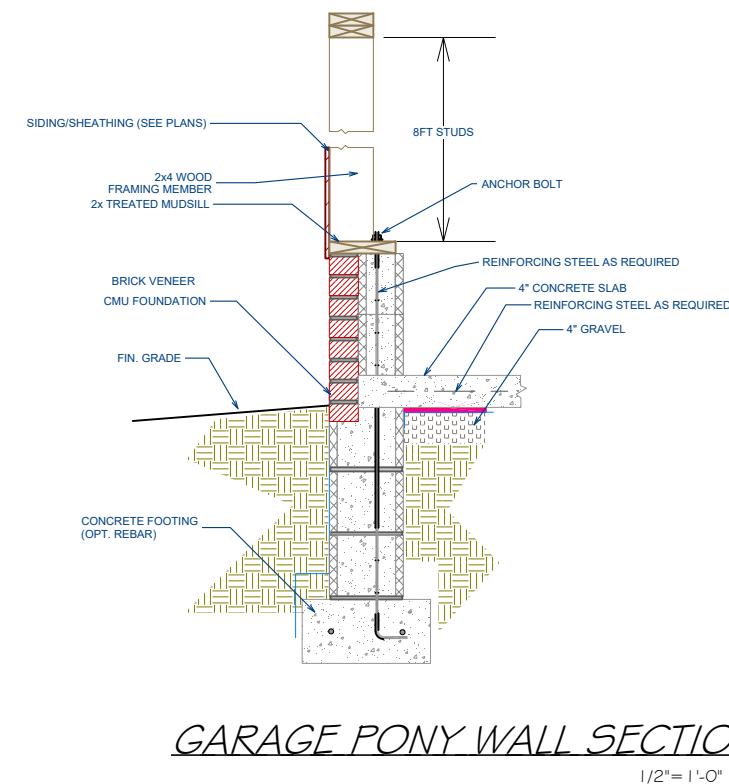 SIDING/SHEATHING (SEE PLANS)
8FT STUDS
2x4 WOOD
FRAMING MEMBER
2x TREATED MUDSILL
ANCHOR BOLT
REINFORCING STEEL AS REQUIRED
BRICK VENEER
4" CONCRETE SLAB
CMU FOUNDATION
REINFORCING STEEL AS REQUIRED
4" GRAVEL
FIN. GRADE
CONCRETE FOOTING
(OPT. REBAR)
GARAGE PONY WALL SECTIO
1/2"= 1'-0"